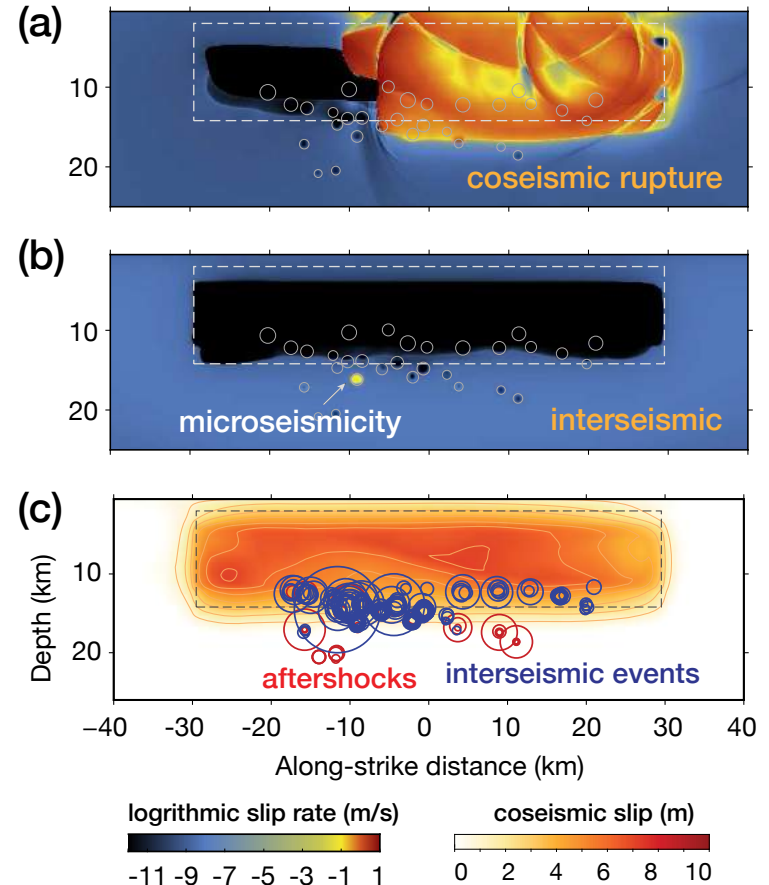 (a)
10
20
coseismic rupture
(b)
10
20
microseismicity
interseismic
(c)
10
20
Depth (km)
aftershocks
interseismic events
−40 -30 -20 -10 0 10 20 30 40
Along-strike distance (km)
logrithmic slip rate (m/s)
-11 -9 -7 -5 -3 -1 1
coseismic slip (m)
0 2 4 6 8 10